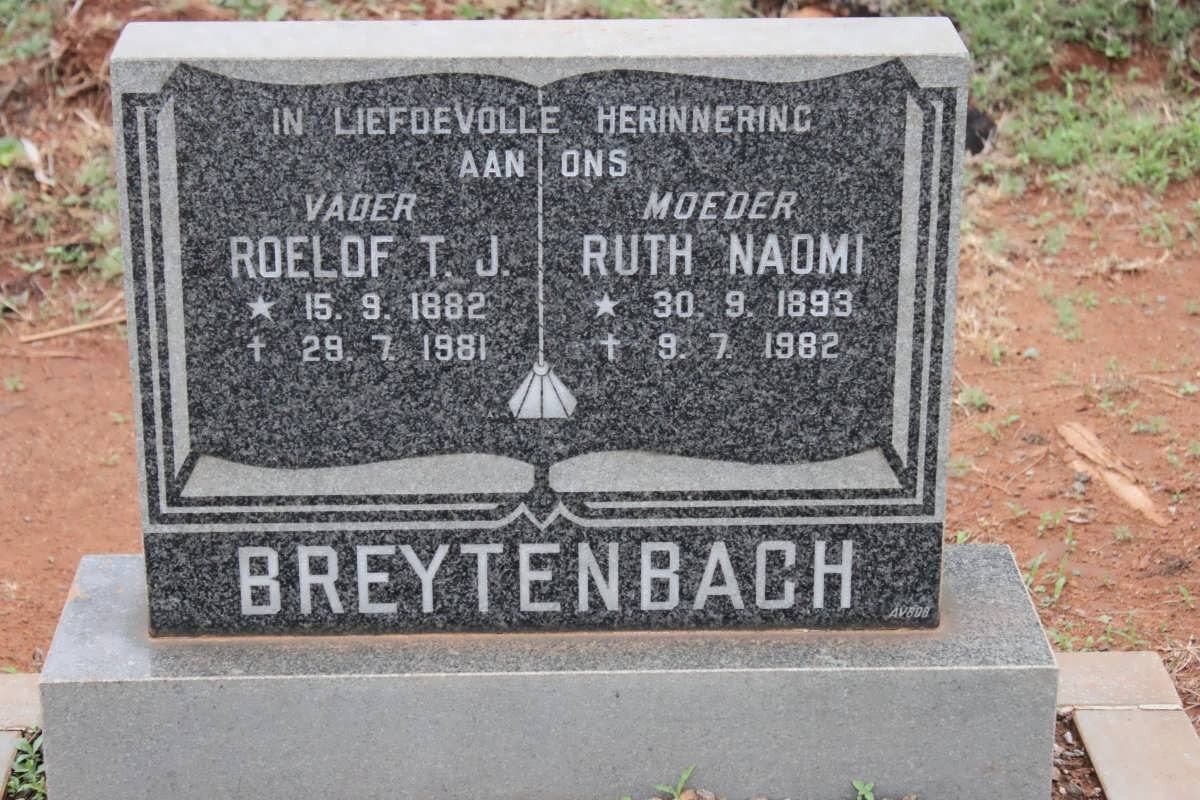 IN LIEFDEVOLLE HERINNERING
AAN ONS
VADER
ROELOF T. J.
★ 15. 9. 1882
† 29. 7. 1981
MOEDER
RUTH NAOMI
★ 30. 9. 1893
† 9. 7. 1982
BREYTENBACH